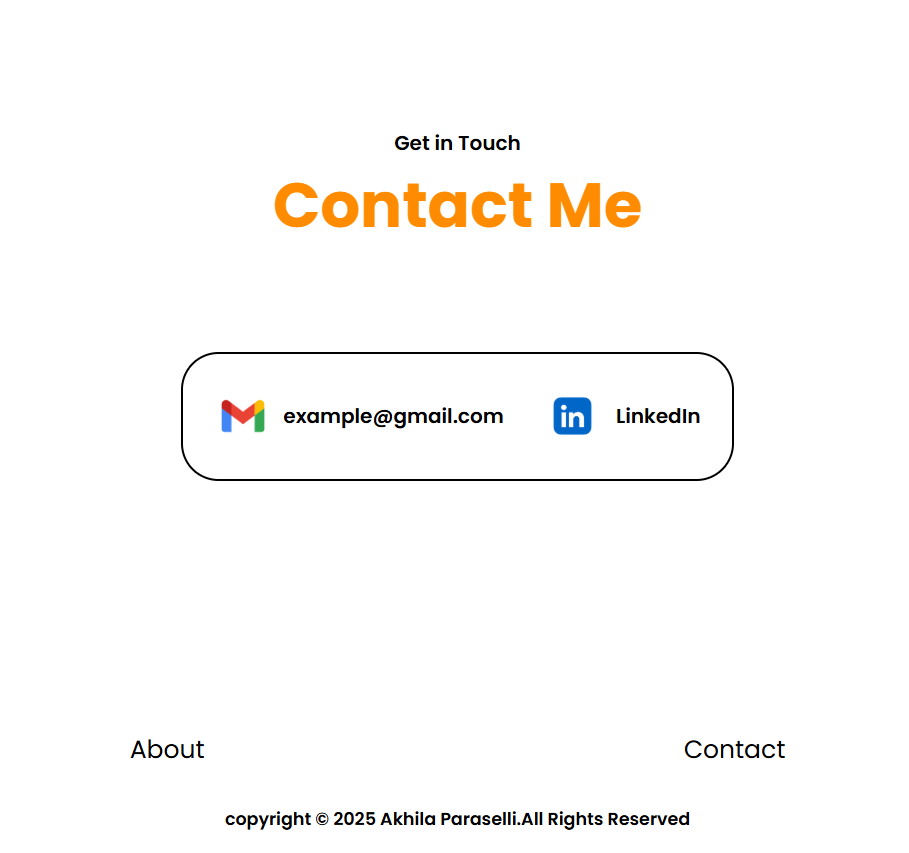 Get in Touch
Contact Me
example@gmail.com LinkedIn
About Contact
copyright © 2025 Akhila Paraselli.All Rights Reserved